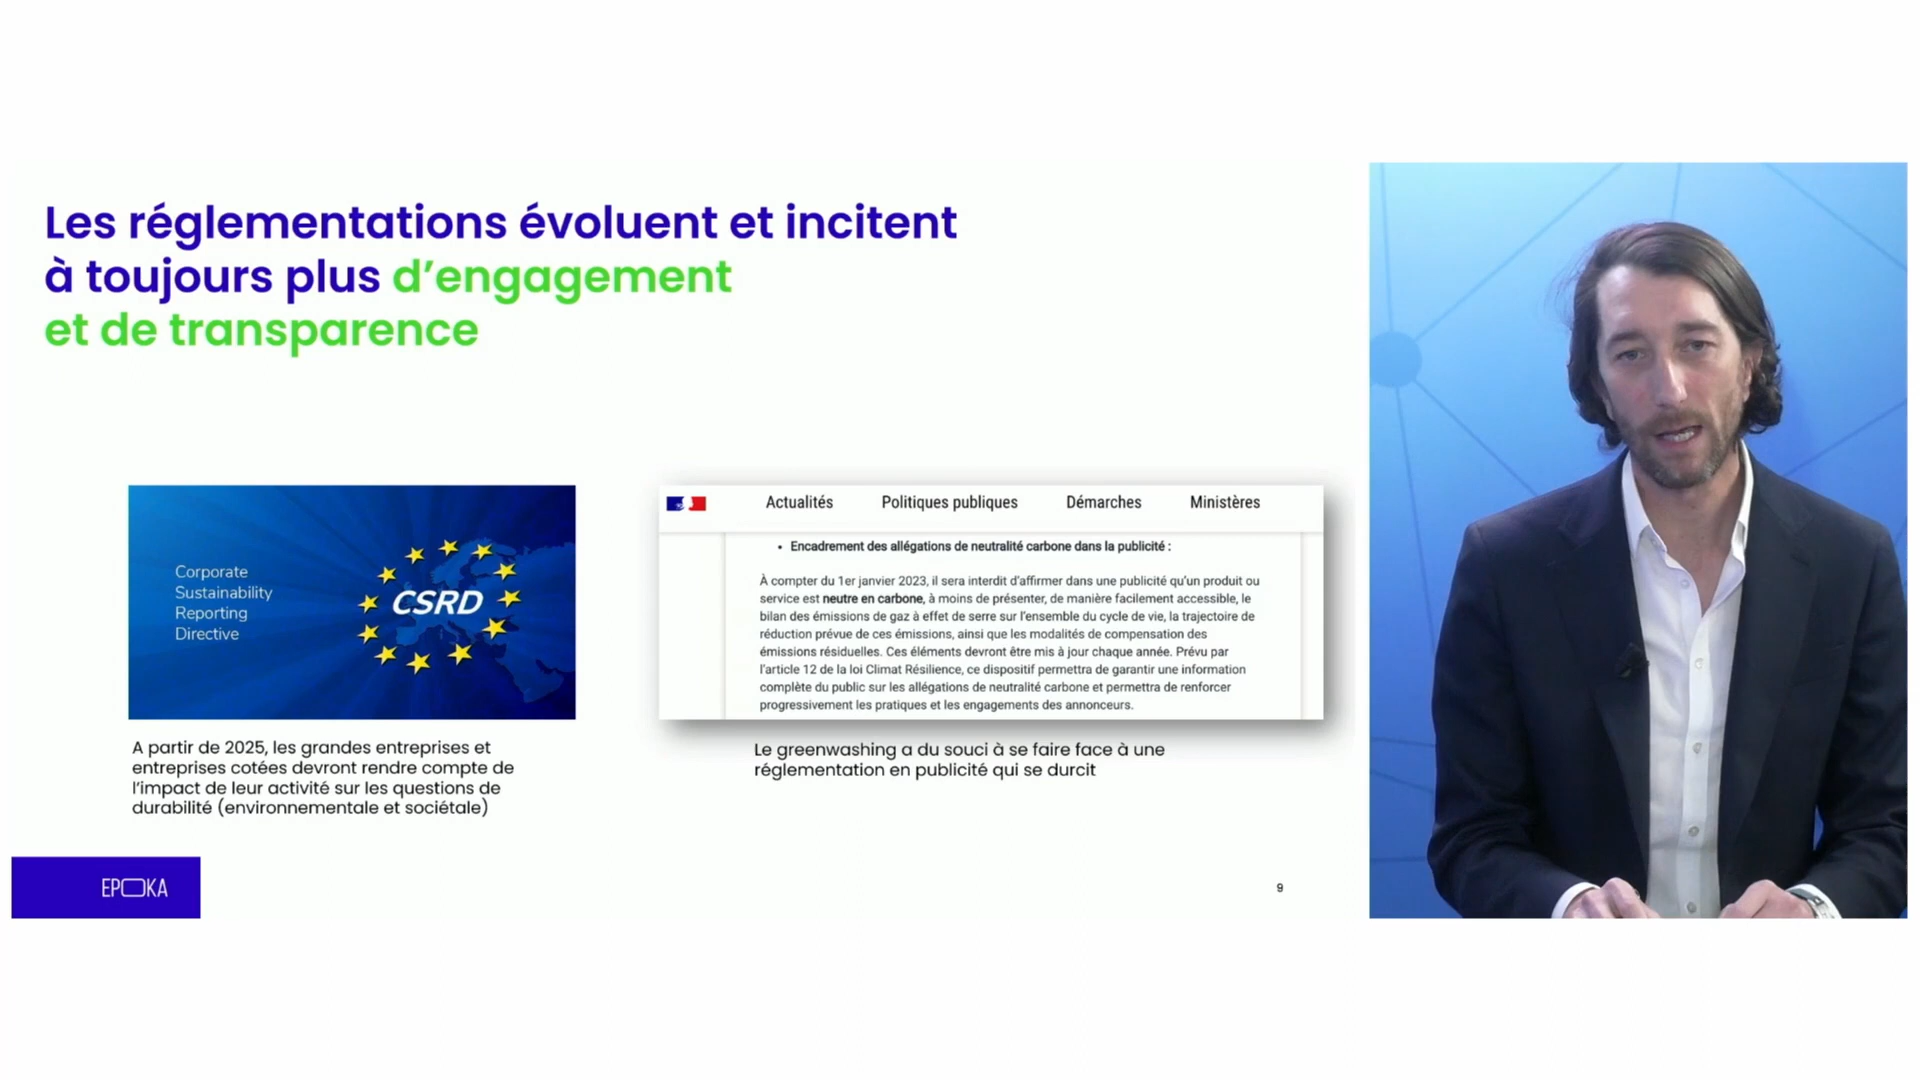 Les réglementations évoluent et incitent
à toujours plus d’engagement
et de transparence
Corporate
Sustainability
Reporting
Directive
CSRD
A partir de 2025, les grandes entreprises et
entreprises cotées devront rendre compte de
l’impact de leur activité sur les questions de
durabilité (environnementale et sociétale)
Actualités Politiques publiques Démarches Ministères
• Encadrement des allégations de neutralité carbone dans la publicité :
À compter du 1er janvier 2023, il sera interdit d’affirmer dans une publicité qu’un produit ou
service est neutre en carbone, à moins de présenter, de manière facilement accessible, le
bilan des émissions de gaz à effet de serre sur l’ensemble du cycle de vie, la trajectoire de
réduction prévue de ces émissions, ainsi que les modalités de compensation des
émissions résiduelles. Ces éléments devront être mis à jour chaque année. Prévu par
l’article 12 de la loi Climat Résilience, ce dispositif permettra de garantir une information
complète du public sur les allégations de neutralité carbone et permettra de renforcer
progressivement les pratiques et les engagements des annonceurs.
Le greenwashing a du souci à se faire face à une
réglementation en publicité qui se durcit
EPOKA
9